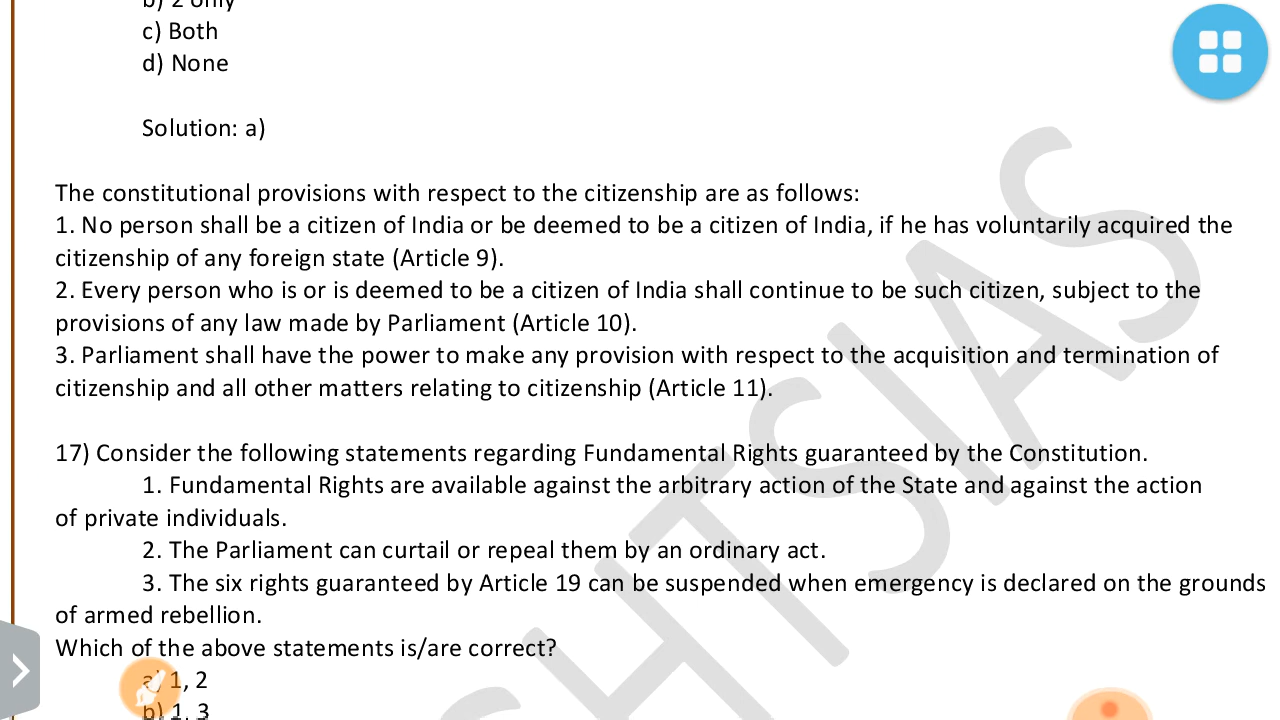 b) 2 only
c) Both
d) None
Solution: a)
The constitutional provisions with respect to the citizenship are as follows:
1. No person shall be a citizen of India or be deemed to be a citizen of India, if he has voluntarily acquired the
citizenship of any foreign state (Article 9).
2. Every person who is or is deemed to be a citizen of India shall continue to be such citizen, subject to the
provisions of any law made by Parliament (Article 10).
3. Parliament shall have the power to make any provision with respect to the acquisition and termination of
citizenship and all other matters relating to citizenship (Article 11).
17) Consider the following statements regarding Fundamental Rights guaranteed by the Constitution.
1. Fundamental Rights are available against the arbitrary action of the State and against the action
of private individuals.
2. The Parliament can curtail or repeal them by an ordinary act.
3. The six rights guaranteed by Article 19 can be suspended when emergency is declared on the grounds
of armed rebellion.
Which of the above statements is/are correct?
a) 1, 2
b) 1, 3